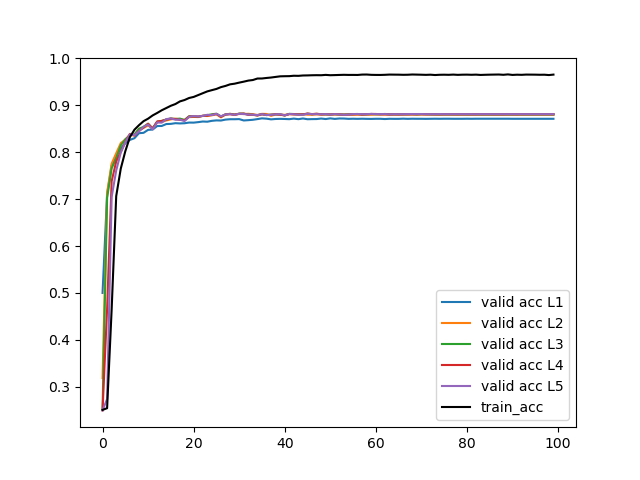 1.0
0.9
0.8
0.7
0.6
0.5
0.4
0.3
0 20 40 60 80 100
valid acc L1
valid acc L2
valid acc L3
valid acc L4
valid acc L5
train_acc